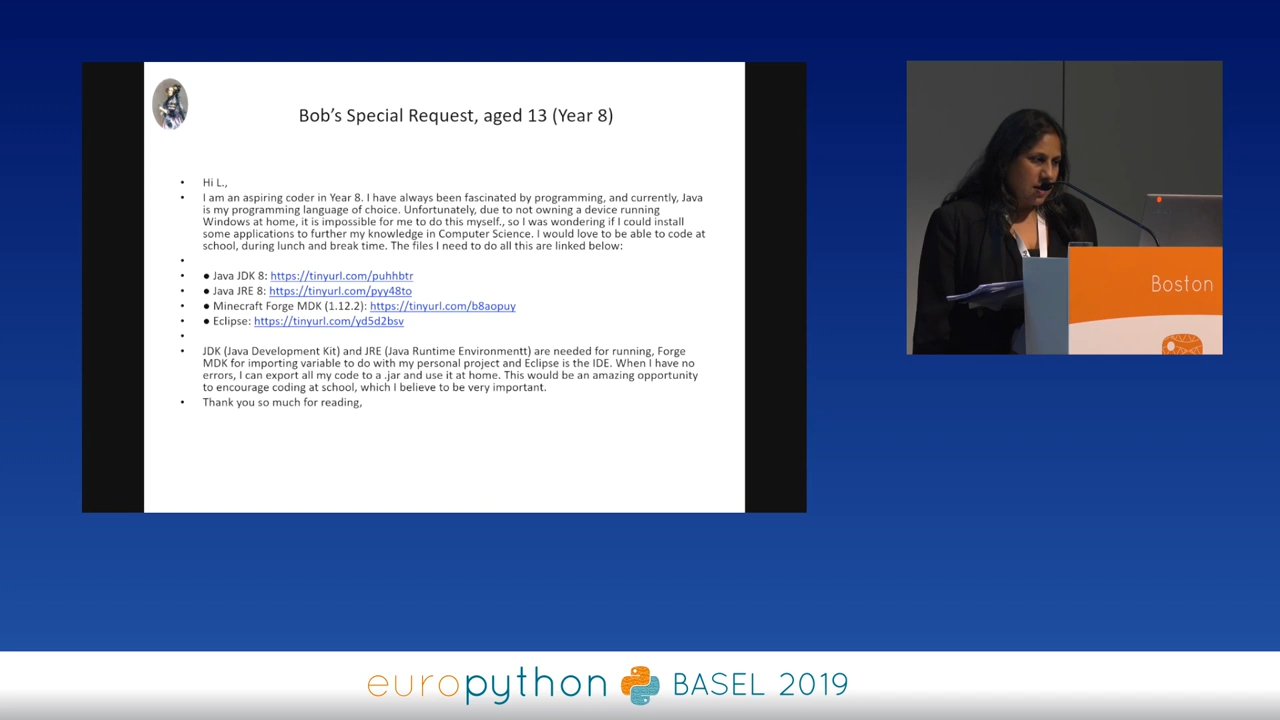 Bob's Special Request, aged 13 (Year 8)
• Hi L.,
• I am an aspiring coder in Year 8. I have always been fascinated by programming, and currently, Java
is my programming language of choice. Unfortunately, due to not owning a device running
Windows at home, it is impossible for me to do this myself., so I was wondering if I could install
some applications to further my knowledge in Computer Science. I would love to be able to code at
school, during lunch and break time. The files I need to do all this are linked below:
•
• ● Java JDK 8: https://tinyurl.com/puhhbtr
• ● Java JRE 8: https://tinyurl.com/pyy48to
• ● Minecraft Forge MDK (1.12.2): https://tinyurl.com/b8aopuy
• ● Eclipse: https://tinyurl.com/yd5d2bsv
•
• JDK (Java Development Kit) and JRE (Java Runtime Environmentt) are needed for running, Forge
MDK for importing variable to do with my personal project and Eclipse is the IDE. When I have no
errors, I can export all my code to a .jar and use it at home. This would be an amazing opportunity
to encourage coding at school, which I believe to be very important.
• Thank you so much for reading,
Boston
europython BASEL 2019